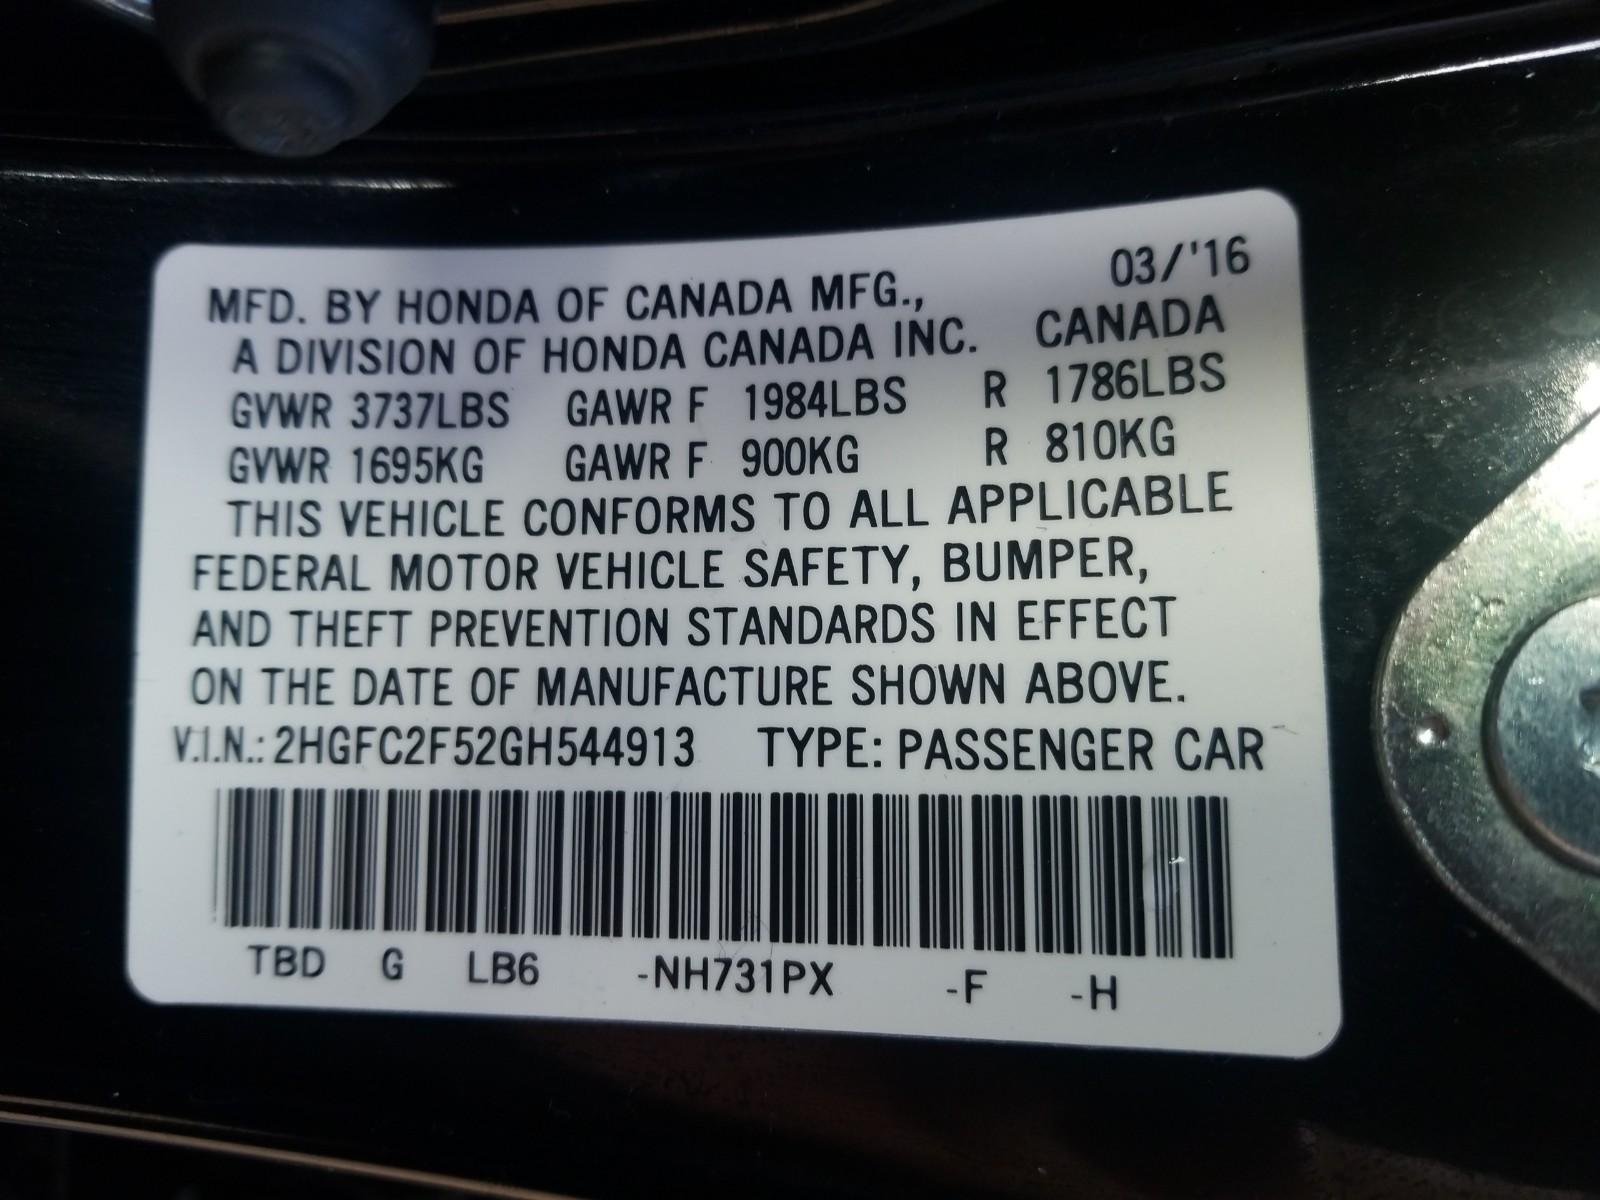 03/'16
MFD. BY HONDA OF CANADA MFG.,
A DIVISION OF HONDA CANADA INC. CANADA
GVWR 3737LBS GAWR F 1984LBS R 1786LBS
GVWR 1695KG GAWR F 900KG R 810KG
THIS VEHICLE CONFORMS TO ALL APPLICABLE
FEDERAL MOTOR VEHICLE SAFETY, BUMPER,
AND THEFT PREVENTION STANDARDS IN EFFECT
ON THE DATE OF MANUFACTURE SHOWN ABOVE.
V.I.N.: 2HGFC2F52GH544913 TYPE: PASSENGER CAR
TBD G LB6 -NH731PX -F -H